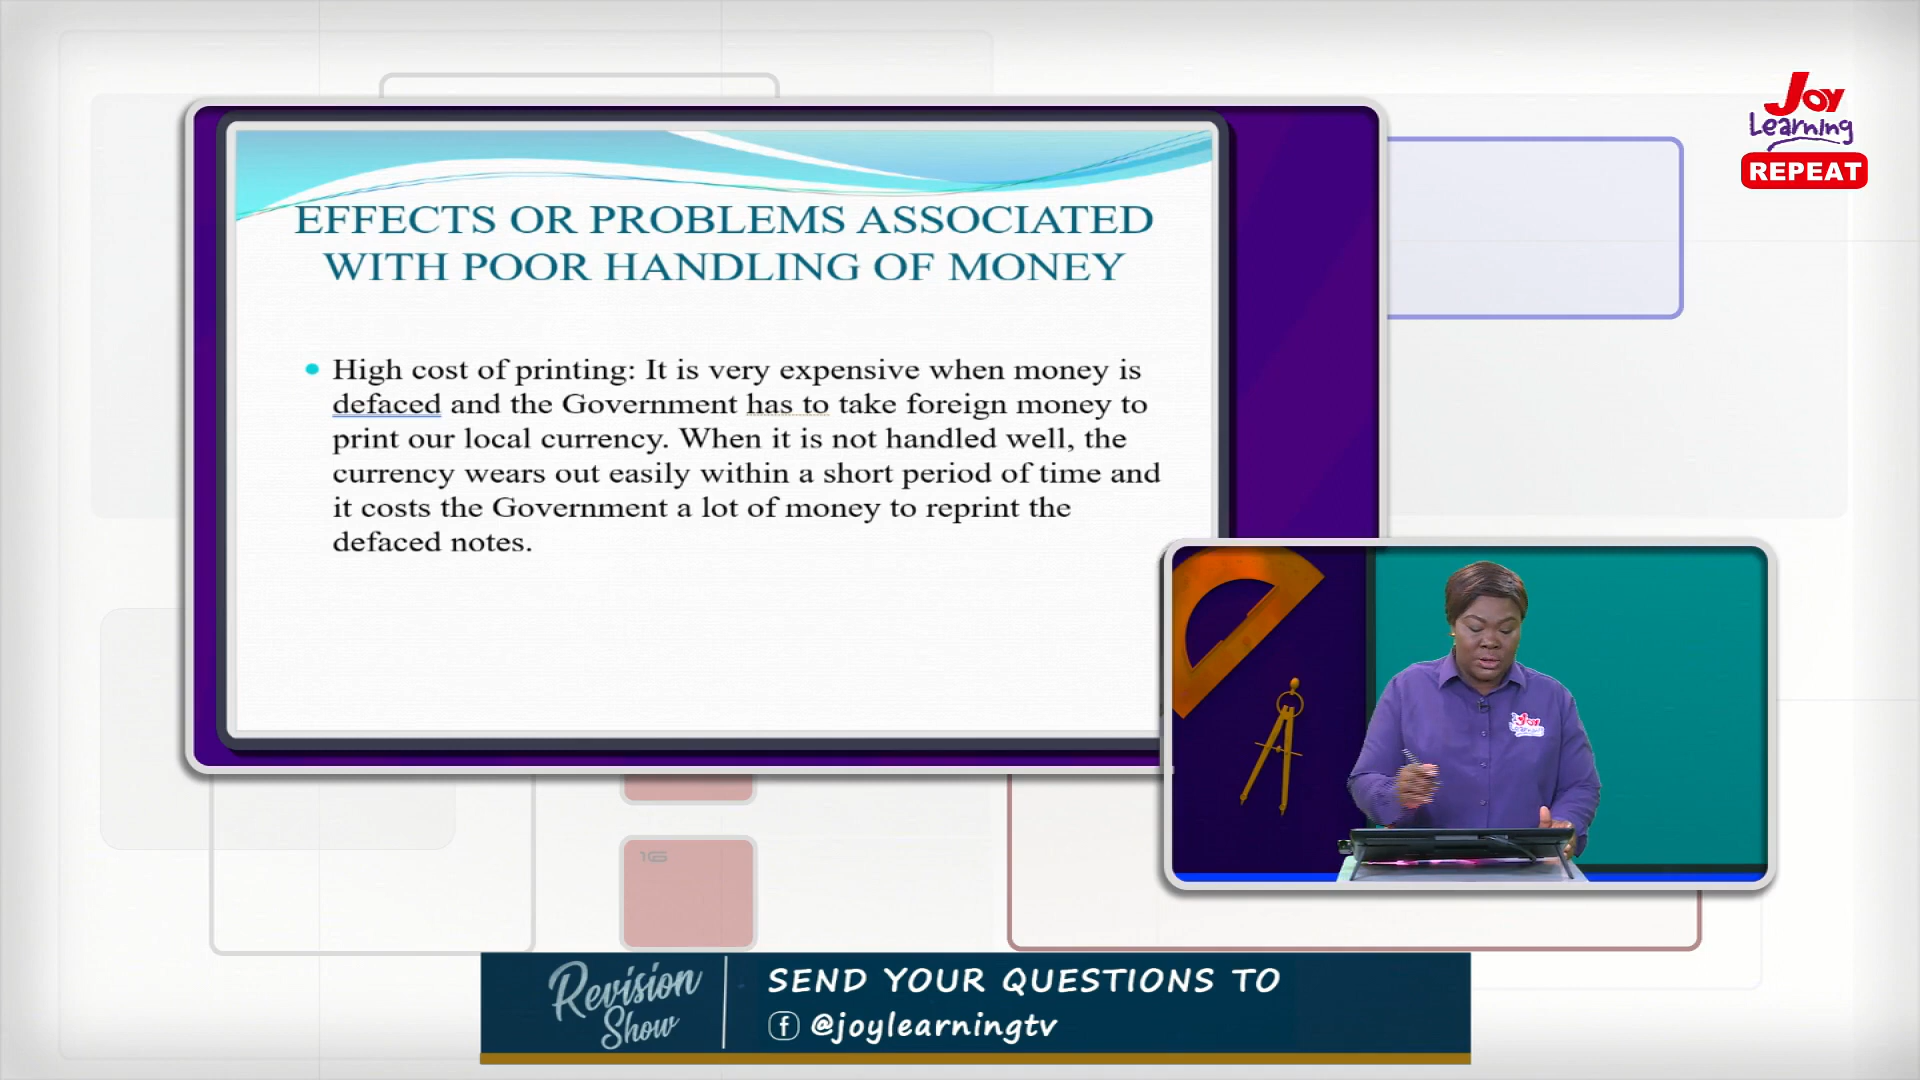 Joy
Learning
REPEAT
EFFECTS OR PROBLEMS ASSOCIATED
WITH POOR HANDLING OF MONEY
High cost of printing: It is very expensive when money is
defaced and the Government has to take foreign money to
print our local currency. When it is not handled well, the
currency wears out easily within a short period of time and
it costs the Government a lot of money to reprint the
defaced notes.
Joy
Learning
16
Revision
Show
SEND YOUR QUESTIONS TO
@joylearningtv